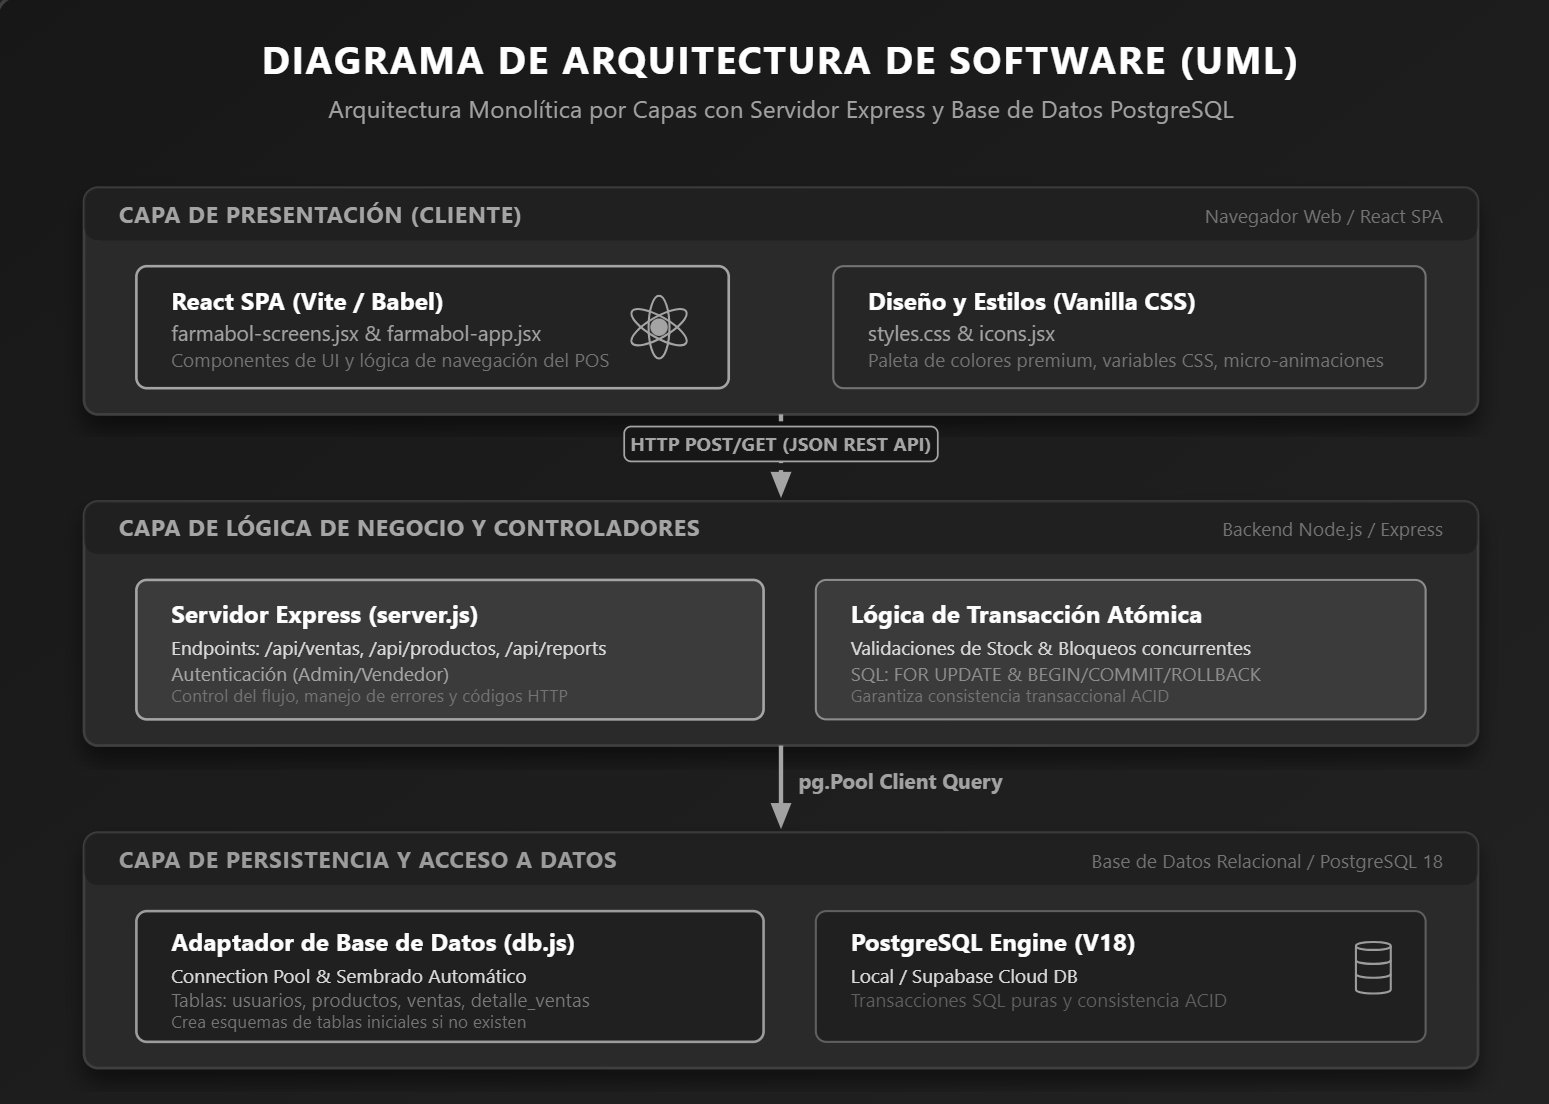 DIAGRAMA DE ARQUITECTURA DE SOFTWARE (UML)
Arquitectura Monolítica por Capas con Servidor Express y Base de Datos PostgreSQL
CAPA DE PRESENTACIÓN (CLIENTE)
Navegador Web / React SPA
React SPA (Vite / Babel)
farmabol-screens.jsx & farmabol-app.jsx
Componentes de UI y lógica de navegación del POS
Diseño y Estilos (Vanilla CSS)
styles.css & icons.jsx
Paleta de colores premium, variables CSS, micro-animaciones
HTTP POST/GET (JSON REST API)
CAPA DE LÓGICA DE NEGOCIO Y CONTROLADORES
Backend Node.js / Express
Servidor Express (server.js)
Endpoints: /api/ventas, /api/productos, /api/reports
Autenticación (Admin/Vendedor)
Control del flujo, manejo de errores y códigos HTTP
Lógica de Transacción Atómica
Validaciones de Stock & Bloqueos concurrentes
SQL: FOR UPDATE & BEGIN/COMMIT/ROLLBACK
Garantiza consistencia transaccional ACID
pg.Pool Client Query
CAPA DE PERSISTENCIA Y ACCESO A DATOS
Base de Datos Relacional / PostgreSQL 18
Adaptador de Base de Datos (db.js)
Connection Pool & Sembrado Automático
Tablas: usuarios, productos, ventas, detalle_ventas
Crea esquemas de tablas iniciales si no existen
PostgreSQL Engine (V18)
Local / Supabase Cloud DB
Transacciones SQL puras y consistencia ACID